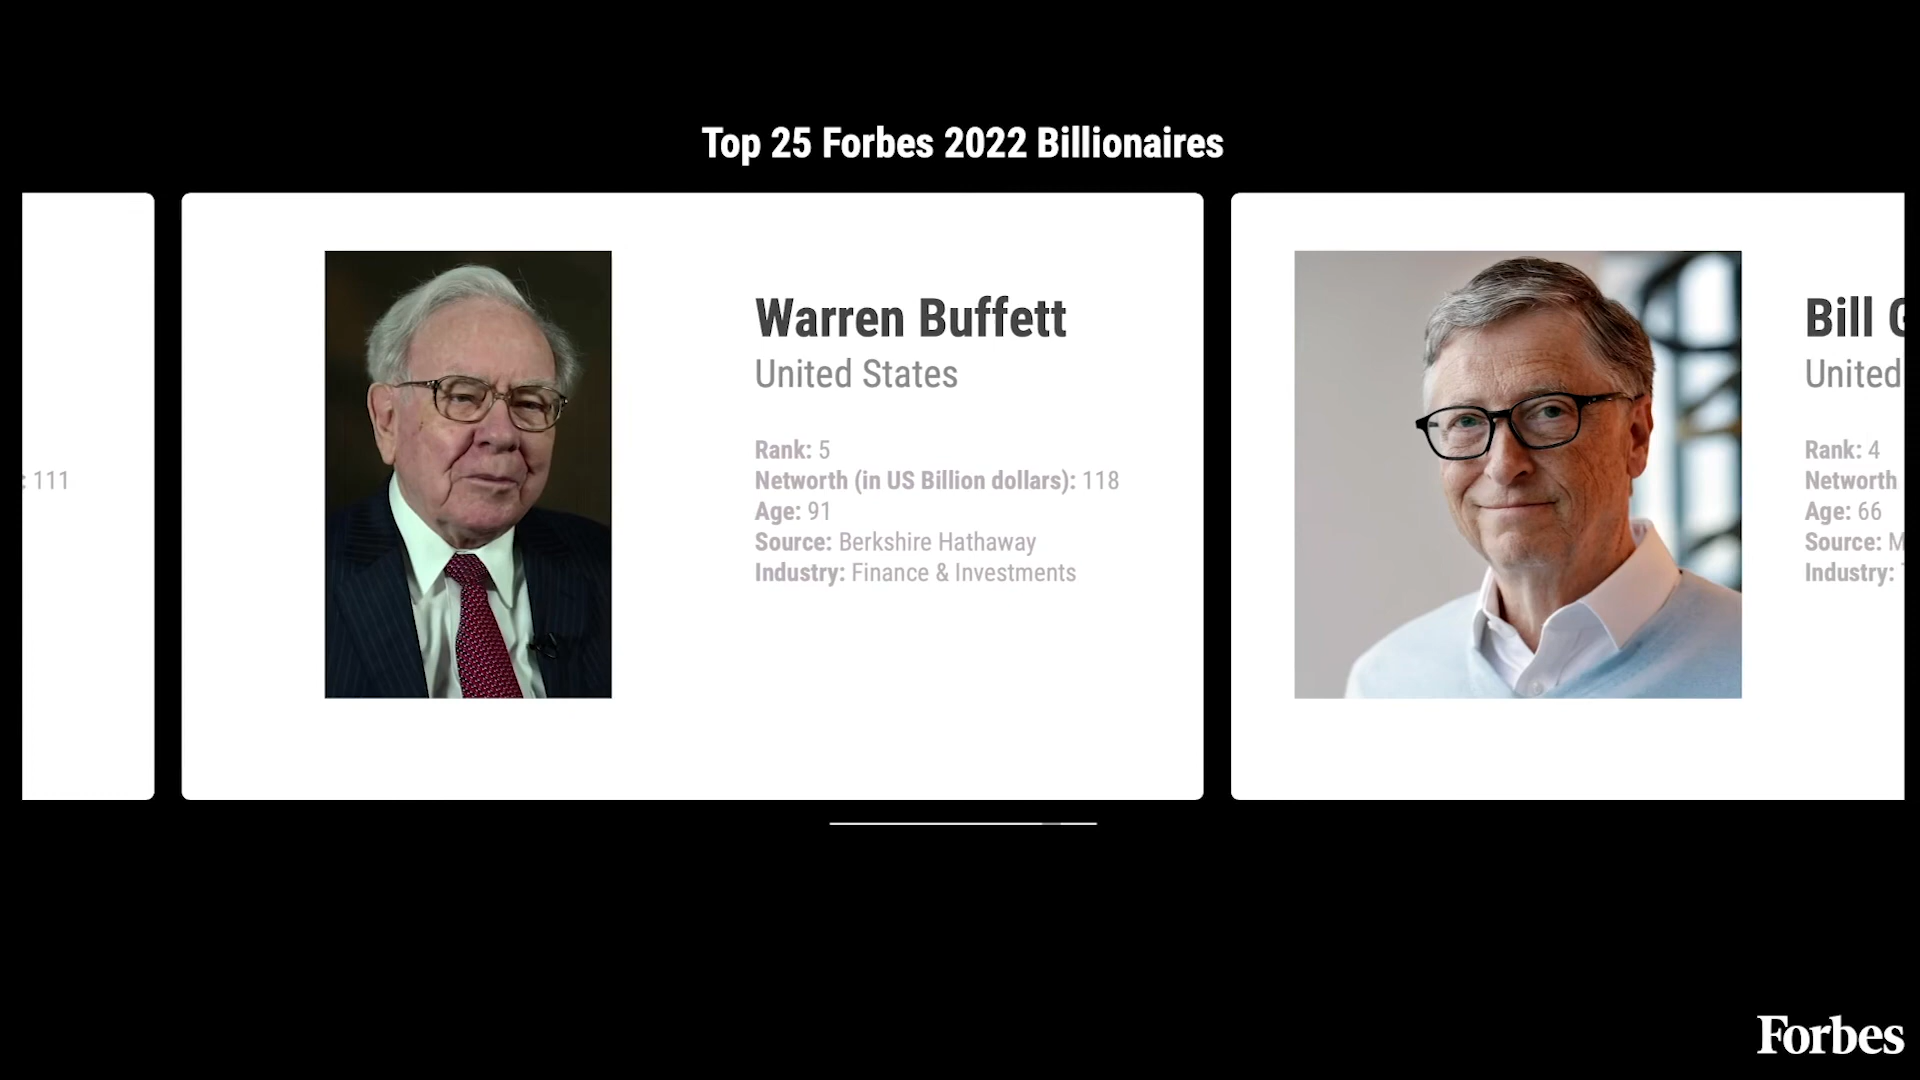 Top 25 Forbes 2022 Billionaires
: 111
Warren Buffett
United States
Rank: 5
Networth (in US Billion dollars): 118
Age: 91
Source: Berkshire Hathaway
Industry: Finance & Investments
Bill
United
Rank: 4
Networth
Age: 66
Source: M
Industry:
Forbes